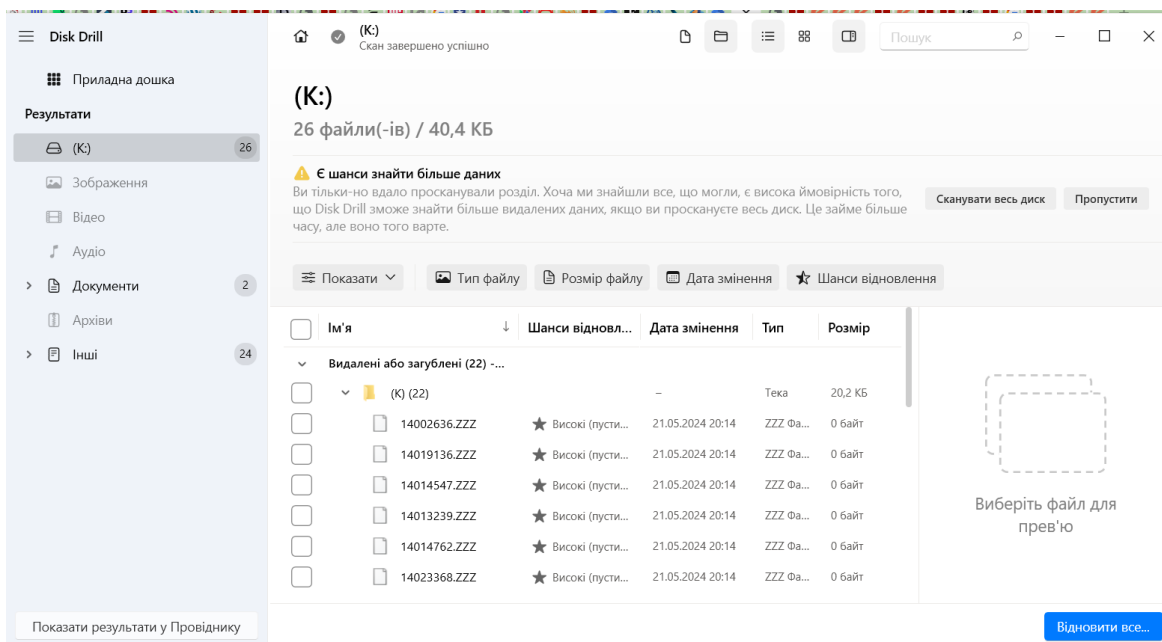 Disk Drill
(K:)
Скан завершено успішно
Пошук
Приладна дошка
Результати
(K:) 26
Зображення
Відео
Аудіо
Документи 2
Архіви
Інші 24
Показати результати у Провіднику
(K:)
26 файли(-ів) / 40,4 КБ
Є шанси знайти більше даних
Ви тільки-но вдало просканували розділ. Хоча ми знайшли все, що могли, є висока ймовірність того,
що Disk Drill зможе знайти більше видалених даних, якщо ви проскануєте весь диск. Це займе більше
часу, але воно того варте.
Сканувати весь диск Пропустити
Показати Тип файлу Розмір файлу Дата змінення Шанси відновлення
Ім'я ↓ Шанси відновл... Дата змінення Тип Розмір
Видалені або загублені (22) -...
(K) (22) – Тека 20,2 КБ
14002636.ZZZ Високі (пусти... 21.05.2024 20:14 ZZZ Фа... 0 байт
14019136.ZZZ Високі (пусти... 21.05.2024 20:14 ZZZ Фа... 0 байт
14014547.ZZZ Високі (пусти... 21.05.2024 20:14 ZZZ Фа... 0 байт
14013239.ZZZ Високі (пусти... 21.05.2024 20:14 ZZZ Фа... 0 байт
14014762.ZZZ Високі (пусти... 21.05.2024 20:14 ZZZ Фа... 0 байт
14023368.ZZZ Високі (пусти... 21.05.2024 20:14 ZZZ Фа... 0 байт
Виберіть файл для
прев'ю
Відновити все...